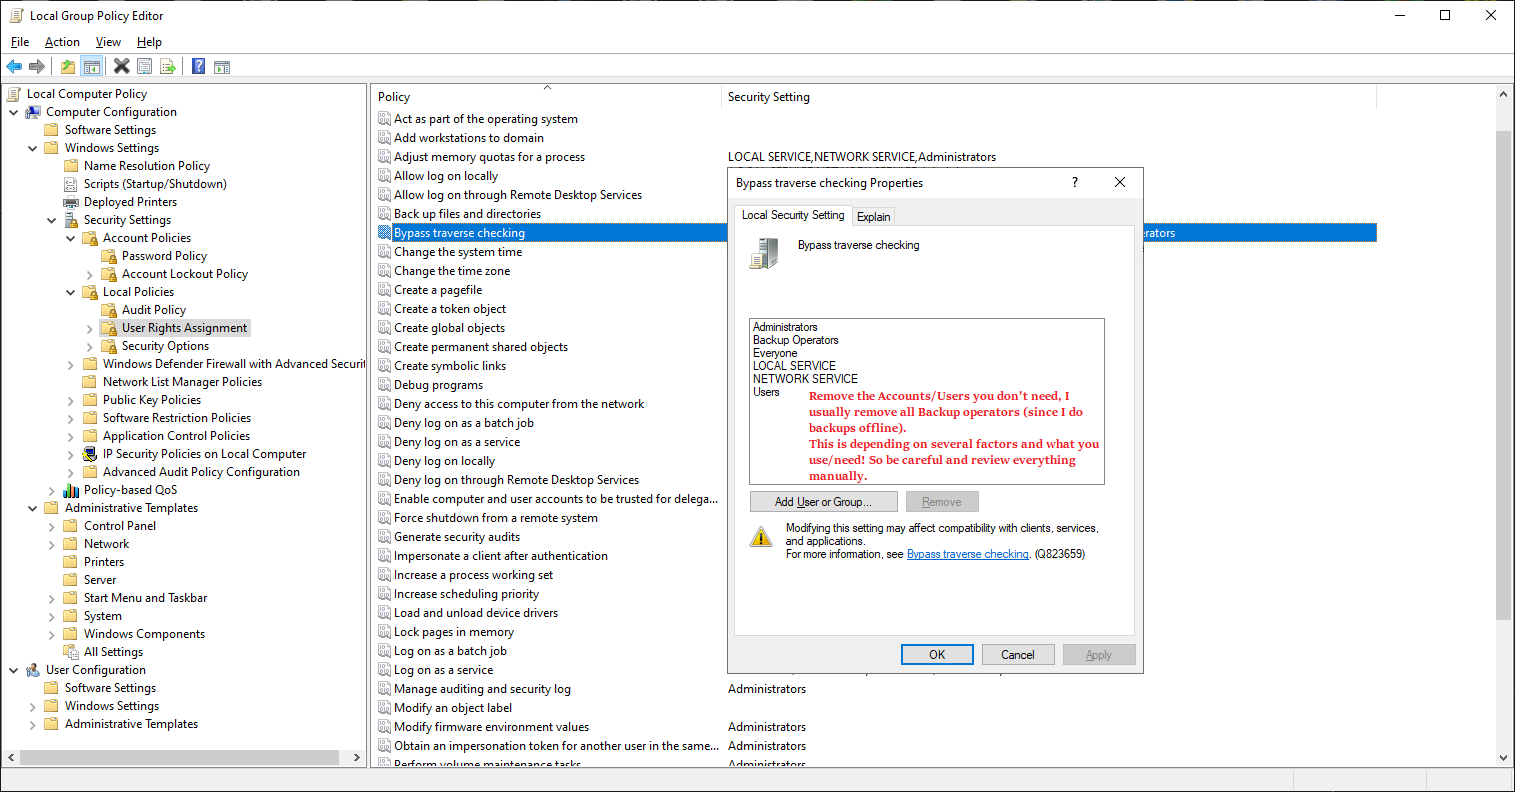 Local Group Policy Editor
File Action View Help
Local Computer Policy
Computer Configuration
Software Settings
Windows Settings
Name Resolution Policy
Scripts (Startup/Shutdown)
Deployed Printers
Security Settings
Account Policies
Password Policy
Account Lockout Policy
Local Policies
Audit Policy
User Rights Assignment
Security Options
Windows Defender Firewall with Advanced Securi
Network List Manager Policies
Public Key Policies
Software Restriction Policies
Application Control Policies
IP Security Policies on Local Computer
Advanced Audit Policy Configuration
Policy-based QoS
Administrative Templates
Control Panel
Network
Printers
Server
Start Menu and Taskbar
System
Windows Components
All Settings
User Configuration
Software Settings
Windows Settings
Administrative Templates
Policy Security Setting
Act as part of the operating system
Add workstations to domain
Adjust memory quotas for a process LOCAL SERVICE,NETWORK SERVICE,Administrators
Allow log on locally
Allow log on through Remote Desktop Services
Back up files and directories
Bypass traverse checking erators
Change the system time
Change the time zone
Create a pagefile
Create a token object
Create global objects
Create permanent shared objects
Create symbolic links
Debug programs
Deny access to this computer from the network
Deny log on as a batch job
Deny log on as a service
Deny log on locally
Deny log on through Remote Desktop Services
Enable computer and user accounts to be trusted for delega...
Force shutdown from a remote system
Generate security audits
Impersonate a client after authentication
Increase a process working set
Increase scheduling priority
Load and unload device drivers
Lock pages in memory
Log on as a batch job
Log on as a service
Manage auditing and security log Administrators
Modify an object label
Modify firmware environment values Administrators
Obtain an impersonation token for another user in the same... Administrators
Perform volume maintenance tasks Administrators
Bypass traverse checking Properties ?
Local Security Setting Explain
Bypass traverse checking
Administrators
Backup Operators
Everyone
LOCAL SERVICE
NETWORK SERVICE
Users
Remove the Accounts/Users you don't need, I
usually remove all Backup operators (since I do
backups offline).
This is depending on several factors and what you
use/need! So be careful and review everything
manually.
Add User or Group... Remove
Modifying this setting may affect compatibility with clients, services,
and applications.
For more information, see Bypass traverse checking. (Q823659)
OK Cancel Apply